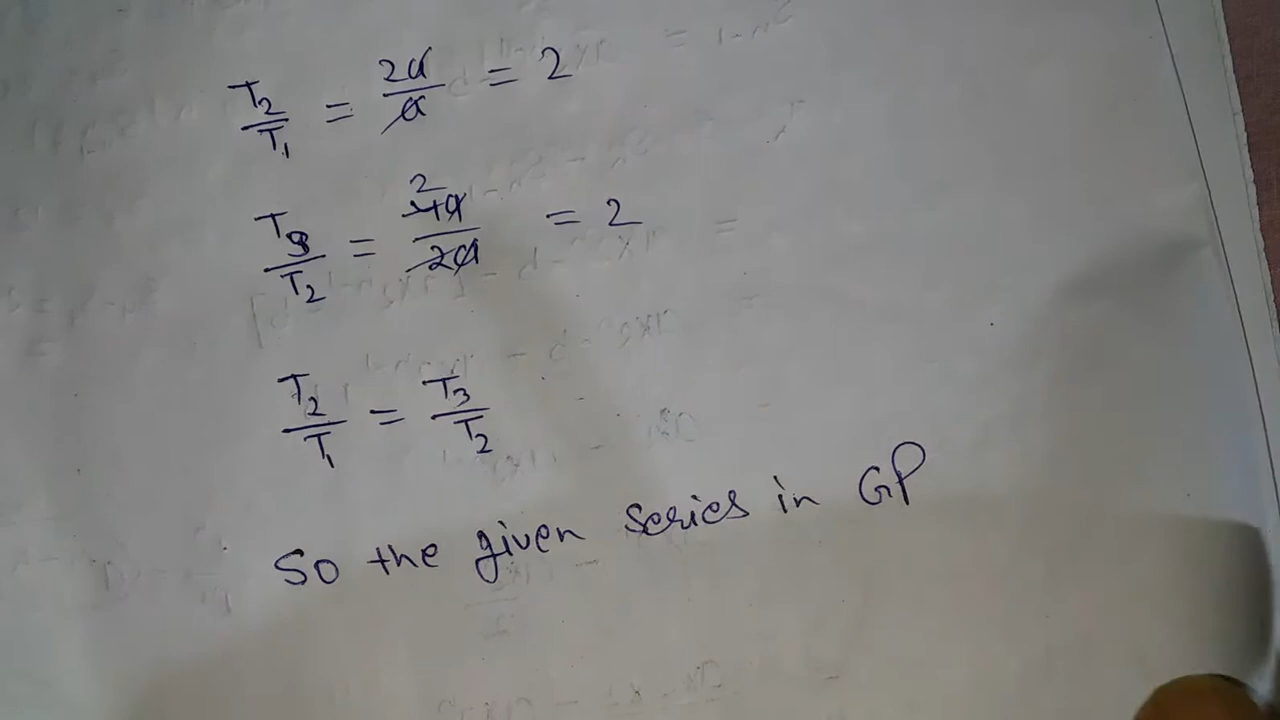 T₂/T₁ = 2a/a = 2
T₃/T₂ = 4a/2a 2 = 2
T₂/T₁ = T₃/T₂
So the given series in GP